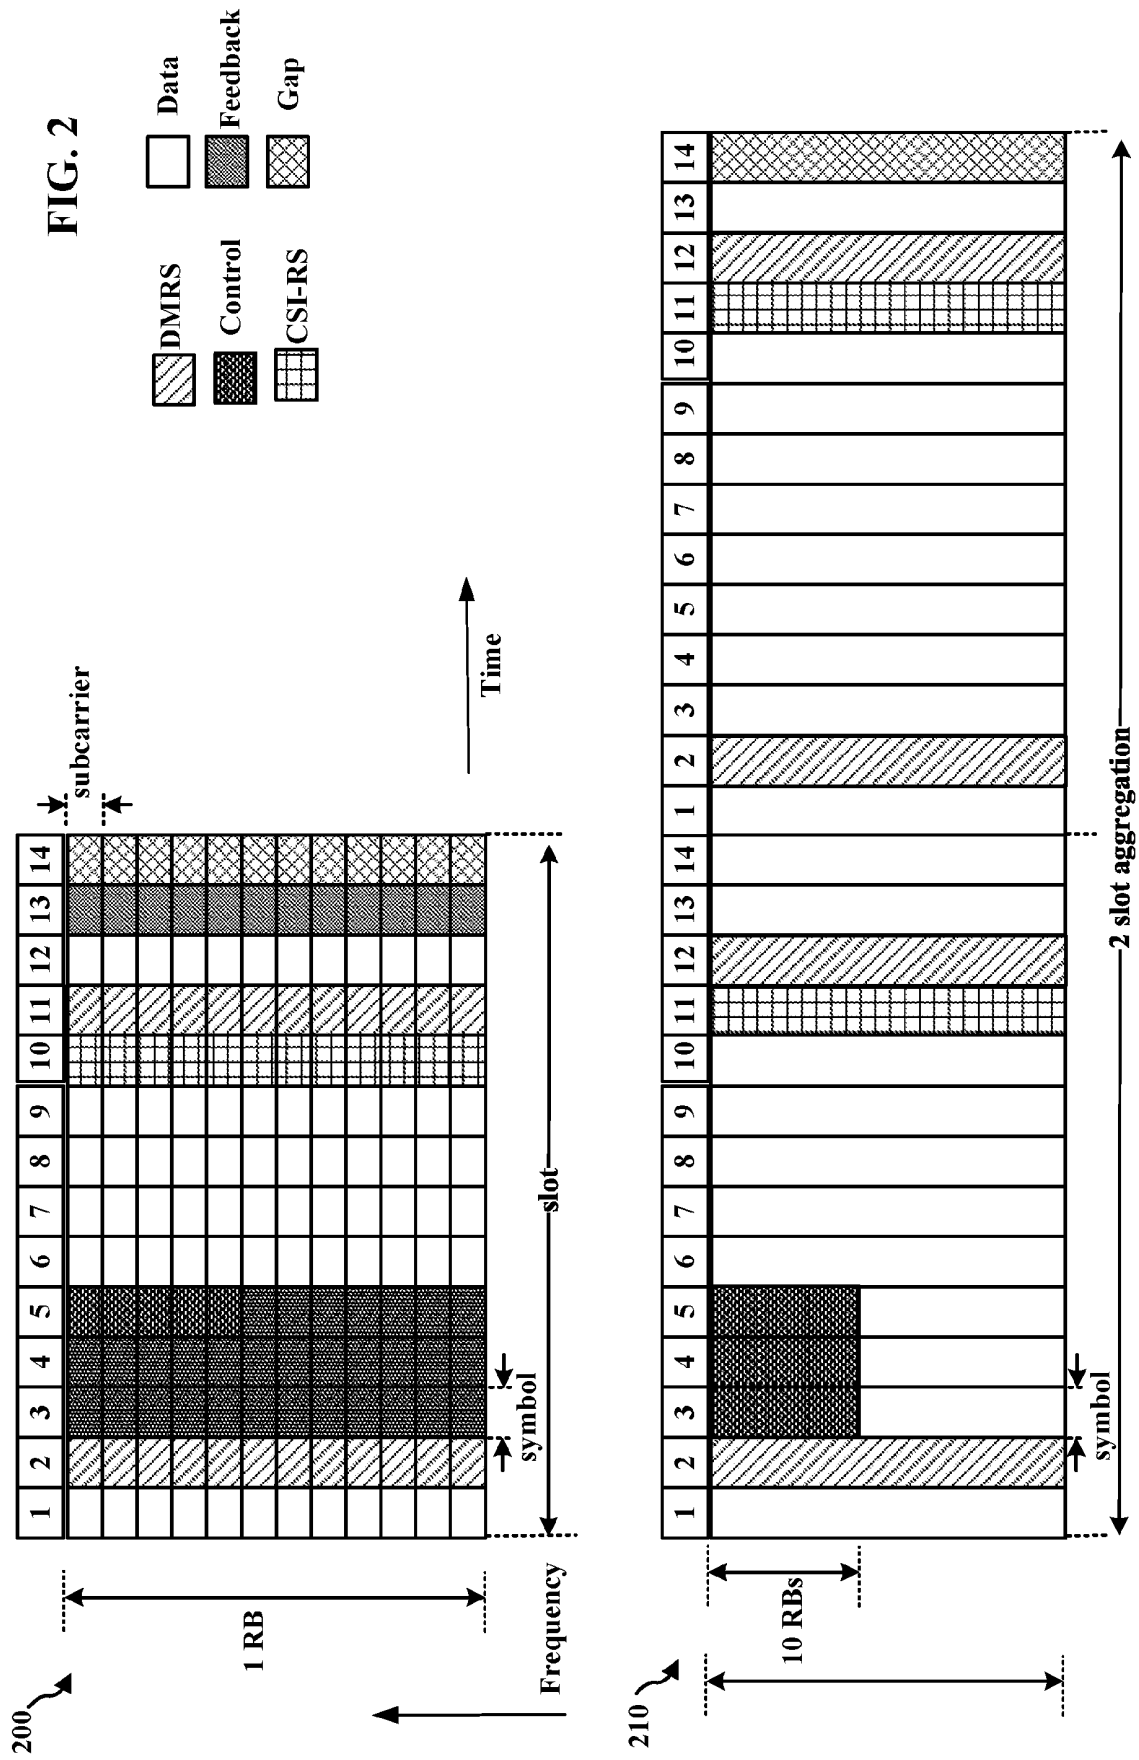 FIG. 2
DMRS
Data
Control
Feedback
CSI-RS
Gap
200
1 2 3 4 5 6 7 8 9 10 11 12 13 14
subcarrier
1 RB
symbol
slot
Frequency
Time
210
1 2 3 4 5 6 7 8 9 10 11 12 13 14 1 2 3 4 5 6 7 8 9 10 11 12 13 14
10 RBs
symbol
2 slot aggregation